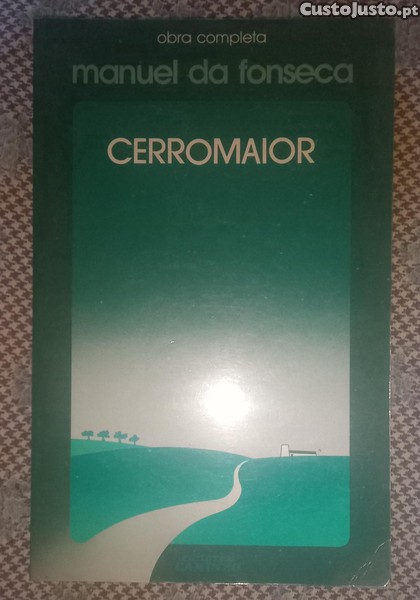 CustoJusto.pt
obra completa
manuel da fonseca
CERROMAIOR